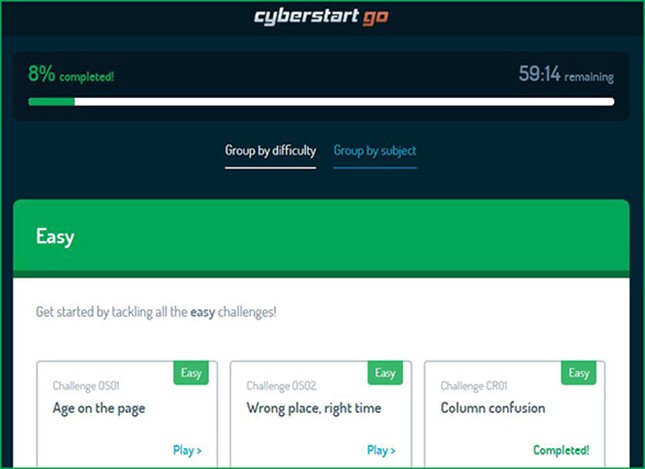 cyberstart go
8% completed! 59:14 remaining
Group by difficulty Group by subject
Easy
Get started by tackling all the easy challenges!
Easy Easy Easy
Challenge OS01 Challenge OS02 Challenge CR01
Age on the page Wrong place, right time Column confusion
Play > Play > Completed!